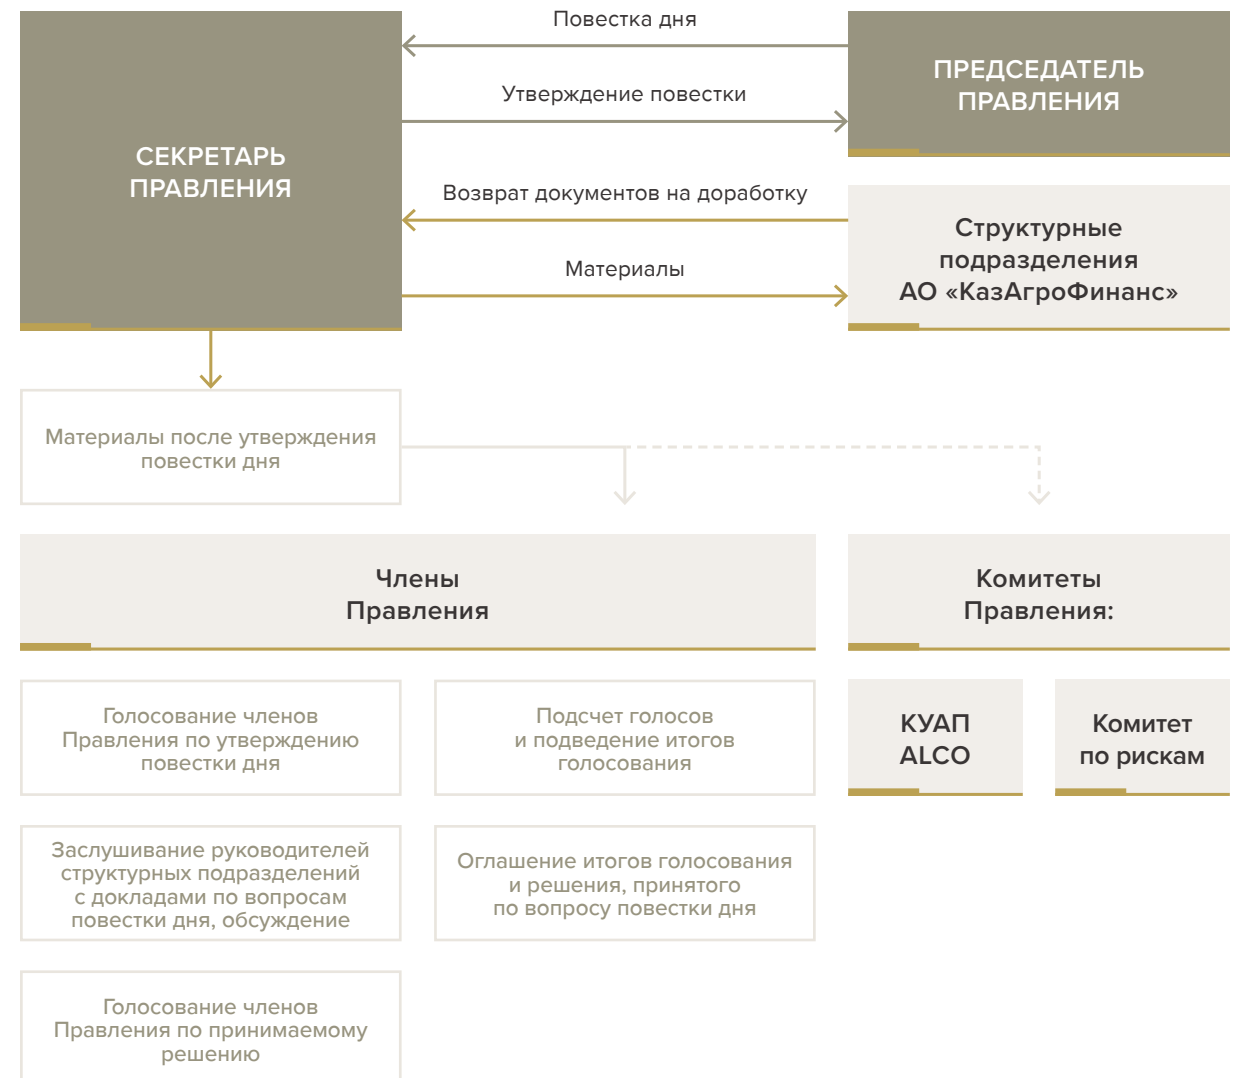 Повестка дня
СЕКРЕТАРЬ
ПРАВЛЕНИЯ
ПРЕДСЕДАТЕЛЬ
ПРАВЛЕНИЯ
Утверждение повестки
Возврат документов на доработку
Материалы
Структурные
подразделения
АО «КазАгроФинанс»
Материалы после утверждения
повестки дня
Члены
Правления
Комитеты
Правления:
Голосование членов
Правления по утверждению
повестки дня
Подсчет голосов
и подведение итогов
голосования
КУАП
ALCO
Комитет
по рискам
Заслушивание руководителей
структурных подразделений
с докладами по вопросам
повестки дня, обсуждение
Оглашение итогов голосования
и решения, принятого
по вопросу повестки дня
Голосование членов
Правления по принимаемому
решению